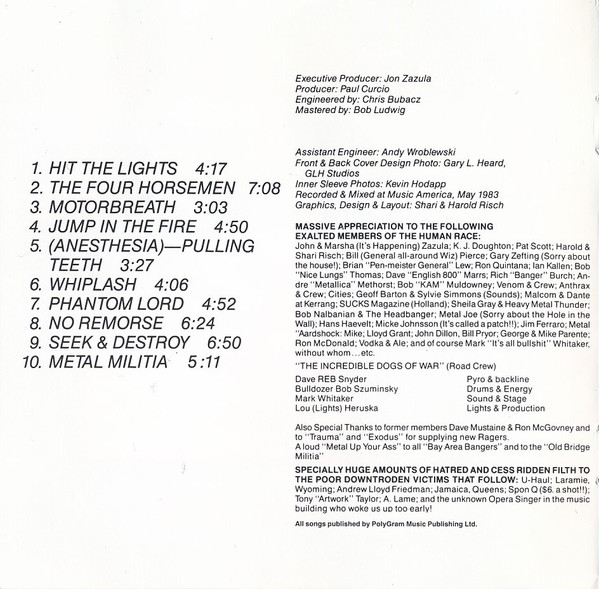 1. HIT THE LIGHTS 4:17
2. THE FOUR HORSEMEN 7:08
3. MOTORBREATH 3:03
4. JUMP IN THE FIRE 4:50
5. (ANESTHESIA)—PULLING
TEETH 3:27
6. WHIPLASH 4:06
7. PHANTOM LORD 4:52
8. NO REMORSE 6:24
9. SEEK & DESTROY 6:50
10. METAL MILITIA 5:11
Executive Producer: Jon Zazula
Producer: Paul Curcio
Engineered by: Chris Bubacz
Mastered by: Bob Ludwig
Assistant Engineer: Andy Wroblewski
Front & Back Cover Design Photo: Gary L. Heard,
GLH Studios
Inner Sleeve Photos: Kevin Hodapp
Recorded & Mixed at Music America, May 1983
Graphics, Design & Layout: Shari & Harold Risch
MASSIVE APPRECIATION TO THE FOLLOWING
EXALTED MEMBERS OF THE HUMAN RACE:
John & Marsha (It's Happening) Zazula; K. J. Doughton; Pat Scott; Harold &
Shari Risch; Bill (General all-around Wiz) Pierce; Gary Zefting (Sorry about
the house!); Brian "Pen-meister General" Lew; Ron Quintana; Ian Kallen; Bob
"Nice Lungs" Thomas; Dave "English 800" Marrs; Rich "Banger" Burch; An-
dre "Metallica" Methorst; Bob "KAM" Muldowney; Venom & Crew; Anthrax
& Crew; Cities; Geoff Barton & Sylvie Simmons (Sounds); Malcom & Dante
at Kerrang; SUCKS Magazine (Holland); Sheila Gray & Heavy Metal Thunder;
Bob Nalbanian & The Headbanger; Metal Joe (Sorry about the Hole in the
Wall); Hans Haevelt; Micke Johnsson (It's called a patch!!); Jim Ferraro; Metal
"Aardshock: Mike; Lloyd Grant; John Dillon, Bill Pryor; George & Mike Parente;
Ron McDonald; Vodka & Ale; and of course Mark "It's all bullshit" Whitaker,
without whom...etc.
"THE INCREDIBLE DOGS OF WAR" (Road Crew)
Dave REB Snyder Pyro & backline
Bulldozer Bob Szuminsky Drums & Energy
Mark Whitaker Sound & Stage
Lou (Lights) Heruska Lights & Production
Also Special Thanks to former members Dave Mustaine & Ron McGovney and
to "Trauma" and "Exodus" for supplying new Ragers.
A loud "Metal Up Your Ass" to all "Bay Area Bangers" and to the "Old Bridge
Militia"
SPECIALLY HUGE AMOUNTS OF HATRED AND CESS RIDDEN FILTH TO
THE POOR DOWNTRODEN VICTIMS THAT FOLLOW: U-Haul; Laramie,
Wyoming; Andrew Lloyd Friedman; Jamaica, Queens; Spon Q ($6. a shot!!);
Tony "Artwork" Taylor; A. Lame; and the unknown Opera Singer in the music
building who woke us up too early!
All songs published by PolyGram Music Publishing Ltd.